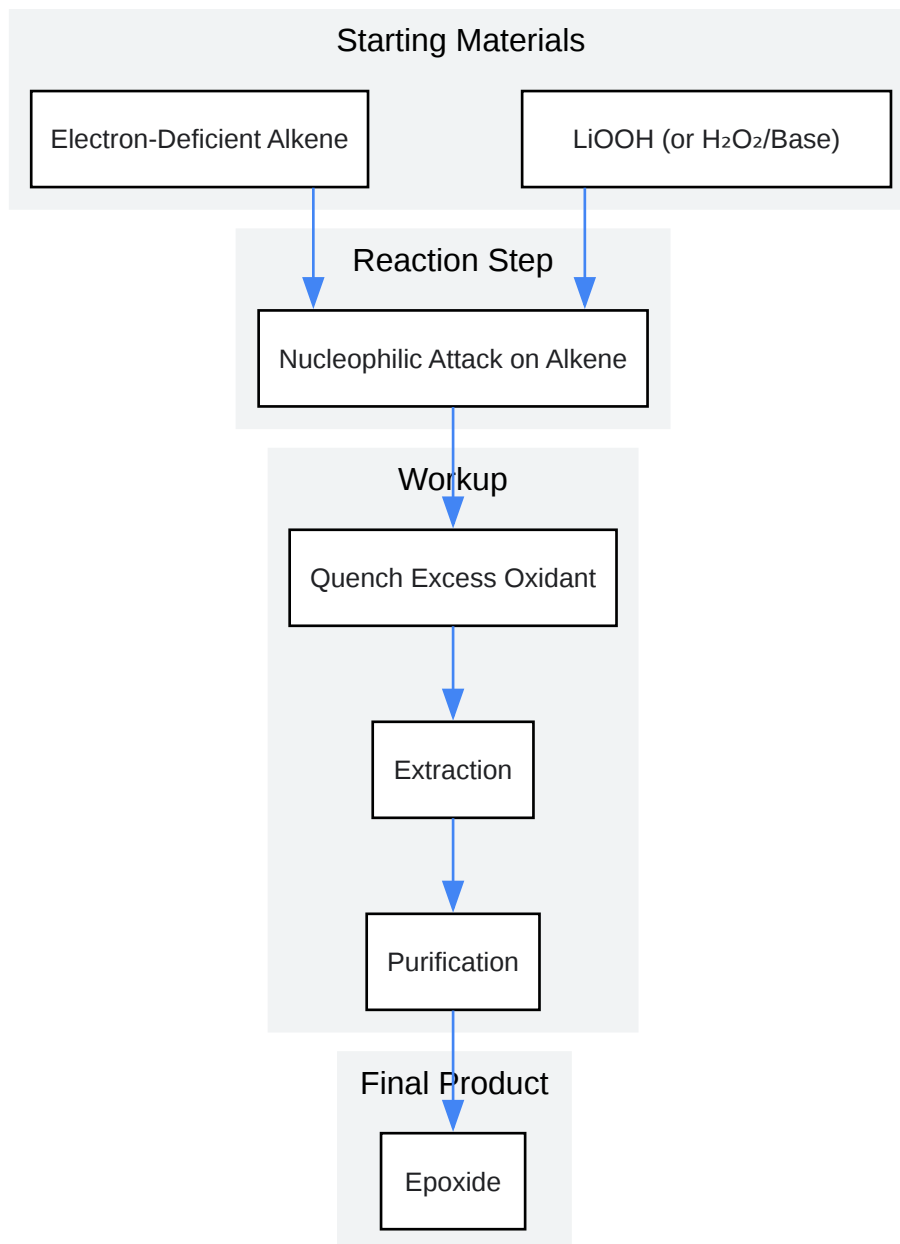 Starting Materials
Electron-Deficient Alkene
LiOOH (or H₂O₂/Base)
Reaction Step
Nucleophilic Attack on Alkene
Workup
Quench Excess Oxidant
Extraction
Purification
Final Product
Epoxide